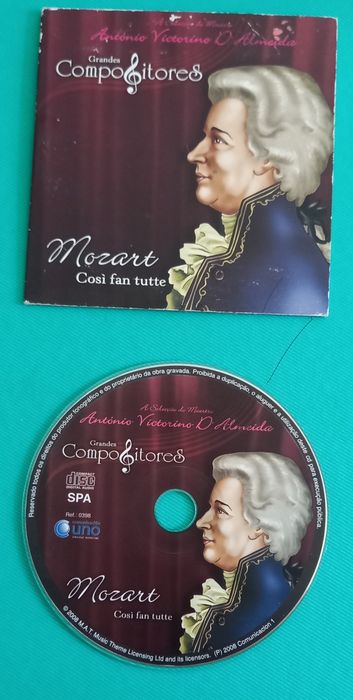 A Selecção do Maestro
António Victorino D'Almeida
Grandes
CompoSitoreS
Mozart
Così fan tutte
Reservado todos os direitos do produtor fonográfico e do proprietário da obra gravada. Proibida a duplicação, o aluguer e a utilização deste cd para execução pública.
A Selecção do Maestro
António Victorino D'Almeida
Grandes
CompoSitoreS
COMPACT
disc
DIGITAL AUDIO
SPA
Ref.: 0398
uno
Mozart
Così fan tutte
© 2008 M.A.T. Music Theme Licensing Ltd and its licensors. (P) 2008 Comunicacion 1